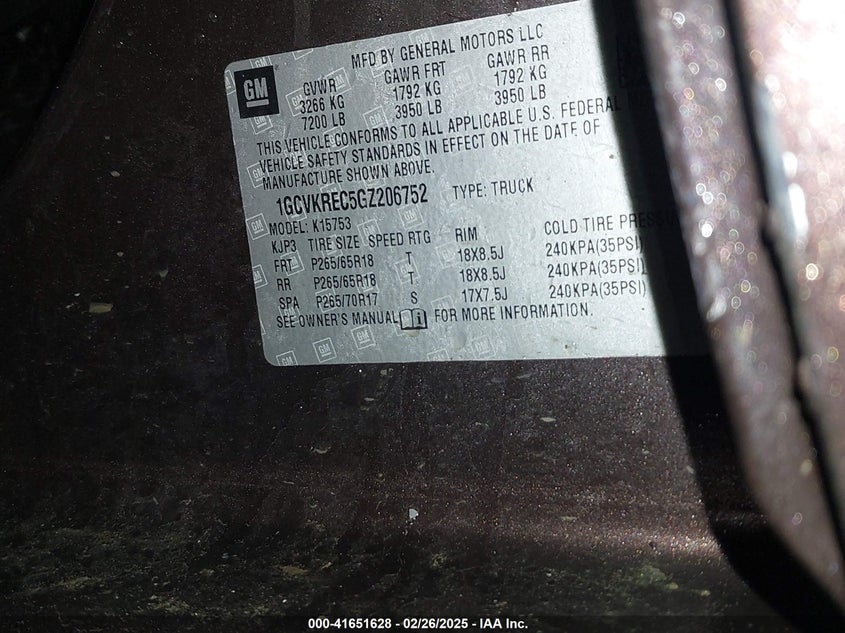 GM
MFD BY GENERAL MOTORS LLC
GVWR GAWR FRT GAWR RR
3266 KG 1792 KG 1792 KG
7200 LB 3950 LB 3950 LB
THIS VEHICLE CONFORMS TO ALL APPLICABLE U.S. FEDERAL
VEHICLE SAFETY STANDARDS IN EFFECT ON THE DATE OF
MANUFACTURE SHOWN ABOVE.
1GCVKREC5GZ206752 TYPE: TRUCK
MODEL: K15753
KJP3 TIRE SIZE SPEED RTG RIM COLD TIRE PRESSU
FRT P265/65R18 T 18X8.5J 240KPA(35PSI)
RR P265/65R18 T 18X8.5J 240KPA(35PSI)
SPA P265/70R17 S 17X7.5J 240KPA(35PSI)
SEE OWNER'S MANUAL FOR MORE INFORMATION.
000-41651628 - 02/26/2025 - IAA Inc.